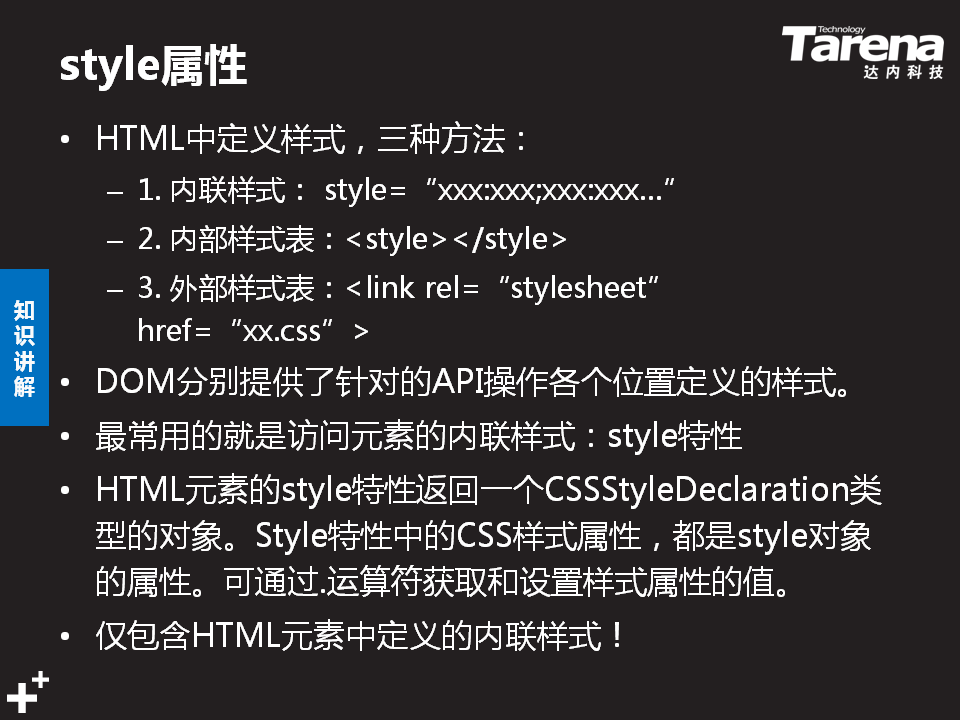 style属性
Technology
Tarena
达内科技
• HTML中定义样式，三种方法：
– 1. 内联样式： style=“xxx:xxx;xxx:xxx…”
– 2. 内部样式表：<style></style>
– 3. 外部样式表：<link rel=“stylesheet”
href=“xx.css”>
知识讲解
• DOM分别提供了针对的API操作各个位置定义的样式。
• 最常用的就是访问元素的内联样式：style特性
• HTML元素的style特性返回一个CSSStyleDeclaration类
型的对象。Style特性中的CSS样式属性，都是style对象
的属性。可通过.运算符获取和设置样式属性的值。
• 仅包含HTML元素中定义的内联样式！